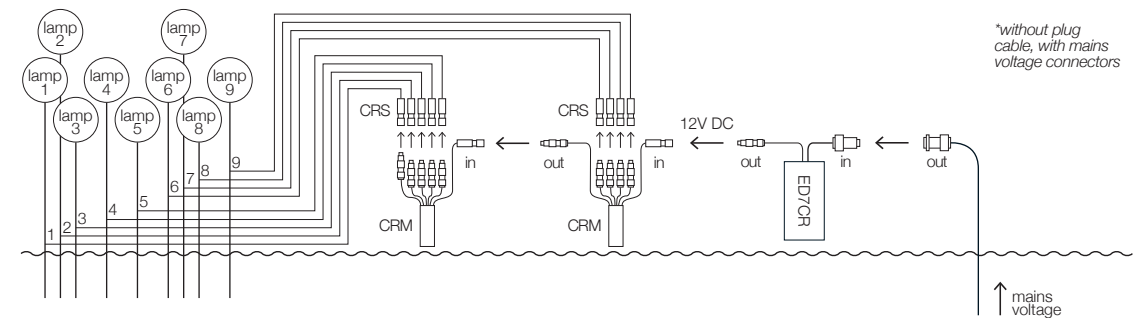 lamp
2
lamp
7
lamp
1
lamp
4
lamp
6
lamp
9
lamp
3
lamp
5
lamp
8
*without plug
cable, with mains
voltage connectors
CRS
CRS
12V DC
in
out
in
out
in
out
9
8
7
6
5
4
3
2
1
ED7CR
CRM
CRM
mains
voltage